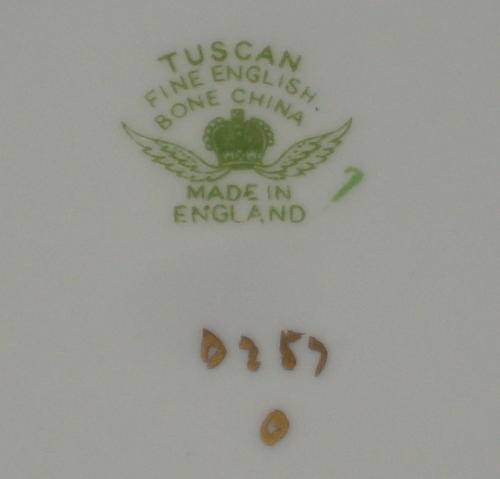 TUSCAN
FINE ENGLISH
BONE CHINA
MADE IN
ENGLAND
D257
O